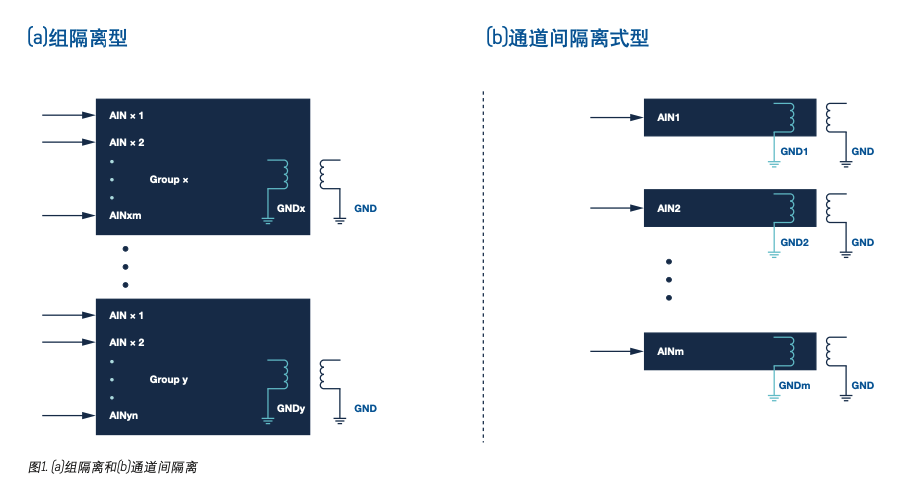 (a)组隔离型
AIN × 1
AIN × 2
Group ×
GNDx
GND
AINxm
AIN × 1
AIN × 2
Group y
GNDy
GND
AINyn
(b)通道间隔离式型
AIN1
GND1
GND
AIN2
GND2
GND
AINm
GNDm
GND
图1. (a)组隔离和(b)通道间隔离